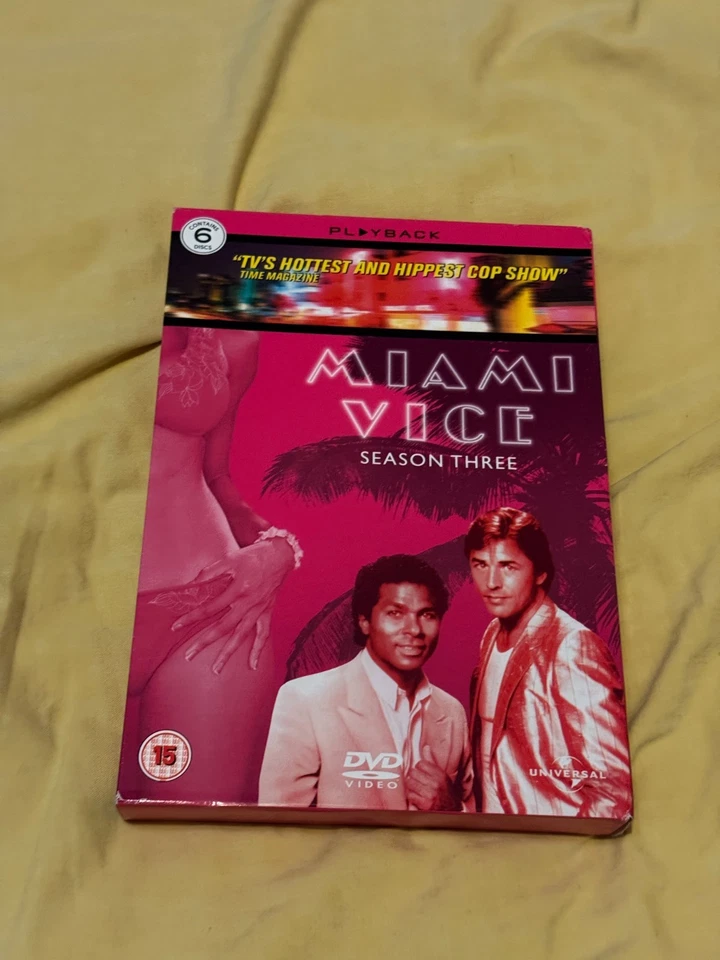 PLAYBACK
CONTAINS
6
DISCS
"TV'S HOTTEST AND HIPPEST COP SHOW"
TIME MAGAZINE
MIAMI
VICE
SEASON THREE
15
DVD
VIDEO
UNIVERSAL